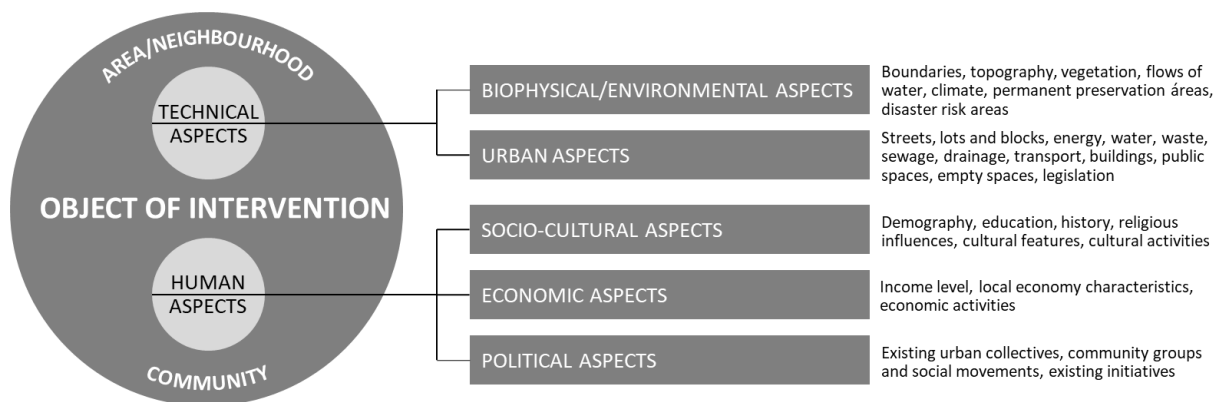 AREA/NEIGHBOURHOOD
TECHNICAL
ASPECTS
OBJECT OF INTERVENTION
HUMAN
ASPECTS
COMMUNITY
BIOPHYSICAL/ENVIRONMENTAL ASPECTS
Boundaries, topography, vegetation, flows of
water, climate, permanent preservation áreas,
disaster risk areas
URBAN ASPECTS
Streets, lots and blocks, energy, water, waste,
sewage, drainage, transport, buildings, public
spaces, empty spaces, legislation
SOCIO-CULTURAL ASPECTS
Demography, education, history, religious
influences, cultural features, cultural activities
ECONOMIC ASPECTS
Income level, local economy characteristics,
economic activities
POLITICAL ASPECTS
Existing urban collectives, community groups
and social movements, existing initiatives